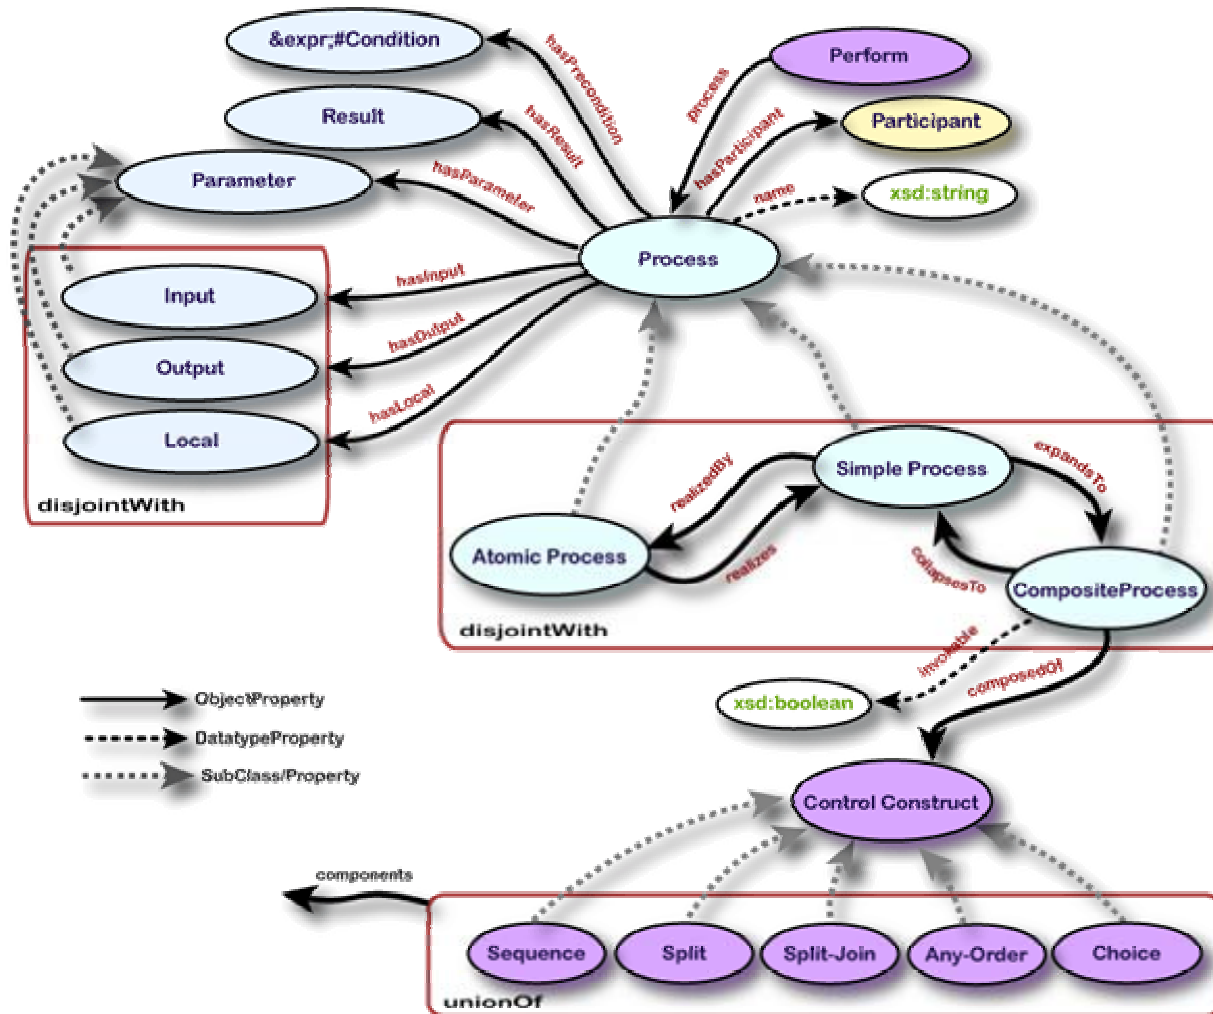 &expr;#Condition
hasPrecondition
Perform
process
Result
hasResult
hasParticipant
Participant
Parameter
hasParameter
name
xsd:string
Process
hasInput
Input
hasOutput
Output
hasLocal
Local
disjointWith
realizedBy
Simple Process
expandsTo
Atomic Process
realizes
collapsesTo
CompositeProcess
disjointWith
invokable
composedOf
xsd:boolean
ObjectProperty
DatatypeProperty
SubClass/Property
Control Construct
components
Sequence
Split
Split-Join
Any-Order
Choice
unionOf